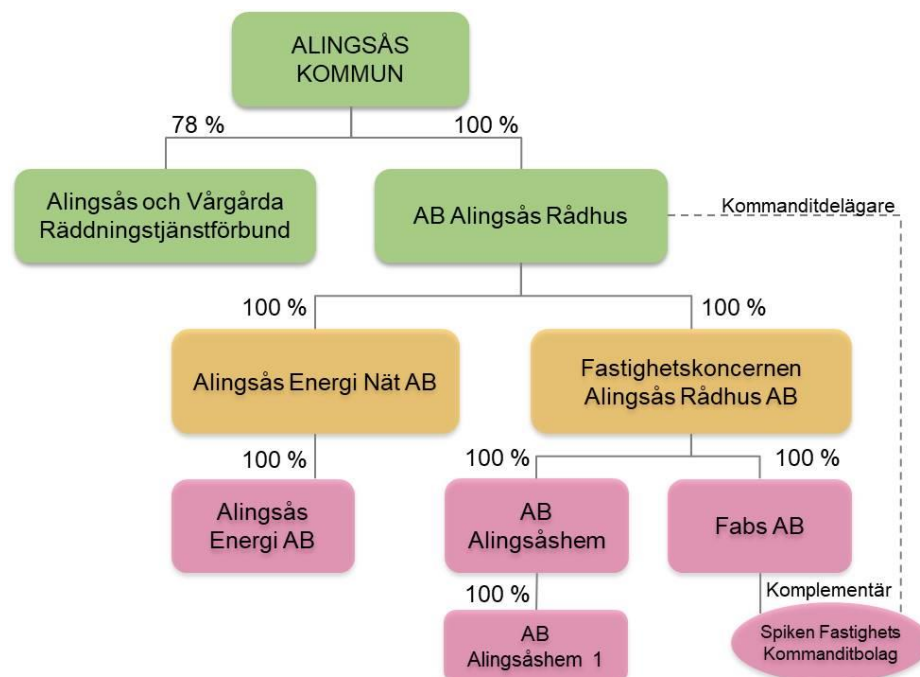 ALINGSÅS
KOMMUN
78 %
100 %
Alingsås och Vårgårda
Räddningstjänstförbund
AB Alingsås Rådhus
Kommanditdelägare
100 %
100 %
Alingsås Energi Nät AB
Fastighetskoncernen
Alingsås Rådhus AB
100 %
100 %
100 %
Alingsås
Energi AB
AB
Alingsåshem
Fabs AB
100 %
Komplementär
AB
Alingsåshem 1
Spiken Fastighets
Kommanditbolag